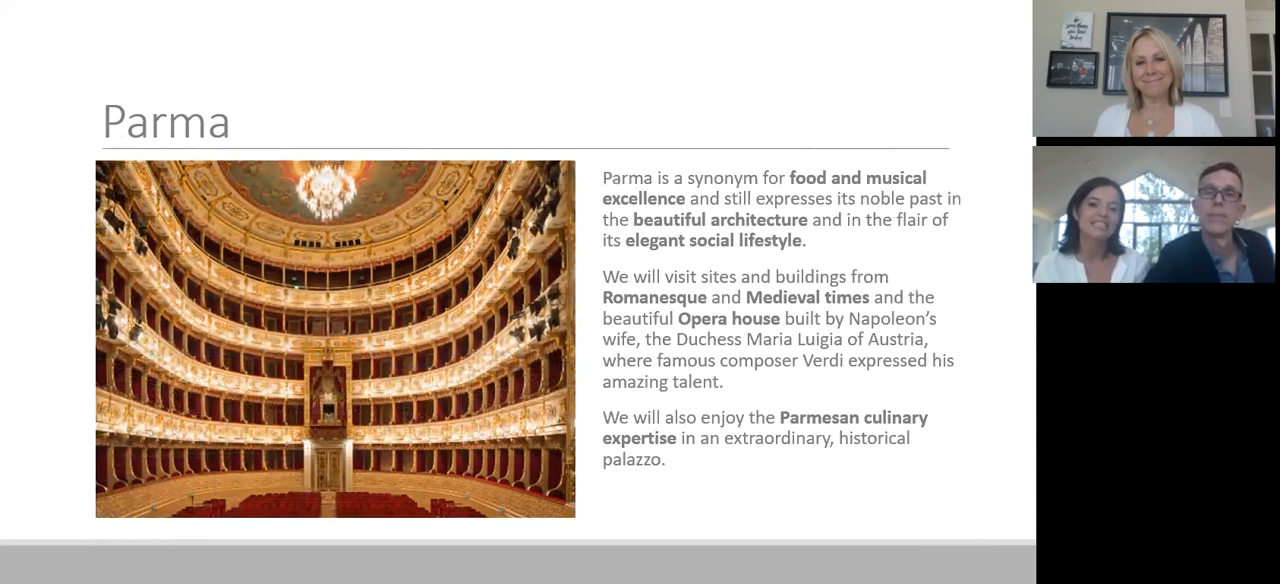 Parma
Parma is a synonym for food and musical
excellence and still expresses its noble past in
the beautiful architecture and in the flair of
its elegant social lifestyle.
We will visit sites and buildings from
Romanesque and Medieval times and the
beautiful Opera house built by Napoleon’s
wife, the Duchess Maria Luigia of Austria,
where famous composer Verdi expressed his
amazing talent.
We will also enjoy the Parmesan culinary
expertise in an extraordinary, historical
palazzo.